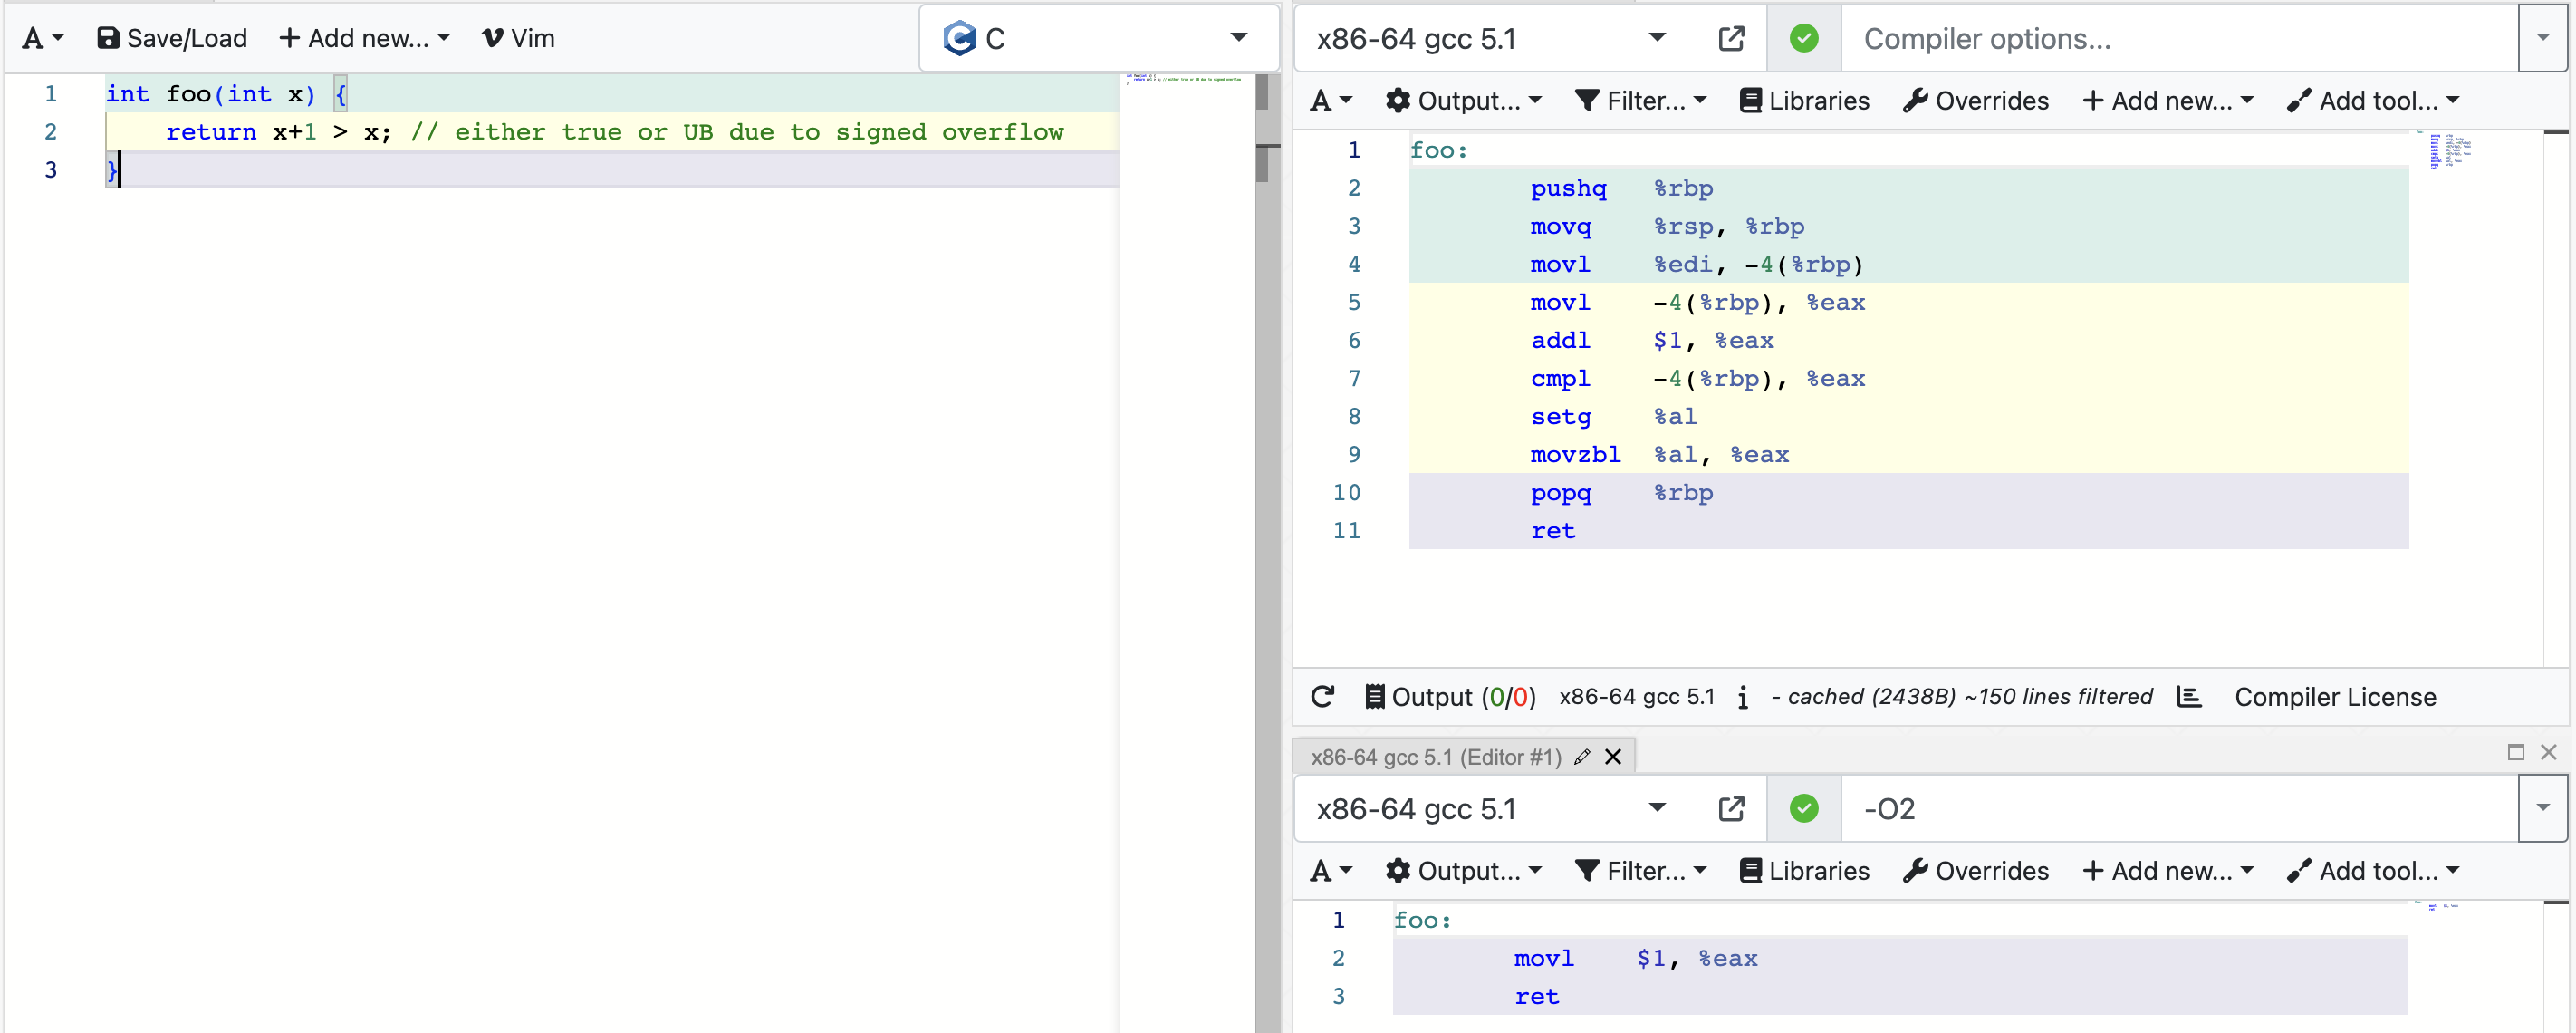 A Save/Load + Add new... Vim C
1 int foo(int x) {
2 return x+1 > x; // either true or UB due to signed overflow
3 }
x86-64 gcc 5.1 Compiler options...
A Output... Filter... Libraries Overrides + Add new... Add tool...
1 foo:
2 pushq %rbp
3 movq %rsp, %rbp
4 movl %edi, -4(%rbp)
5 movl -4(%rbp), %eax
6 addl $1, %eax
7 cmpl -4(%rbp), %eax
8 setg %al
9 movzbl %al, %eax
10 popq %rbp
11 ret
Output (0/0) x86-64 gcc 5.1 i - cached (2438B) ~150 lines filtered Compiler License
x86-64 gcc 5.1 (Editor #1)
x86-64 gcc 5.1 -O2
A Output... Filter... Libraries Overrides + Add new... Add tool...
1 foo:
2 movl $1, %eax
3 ret